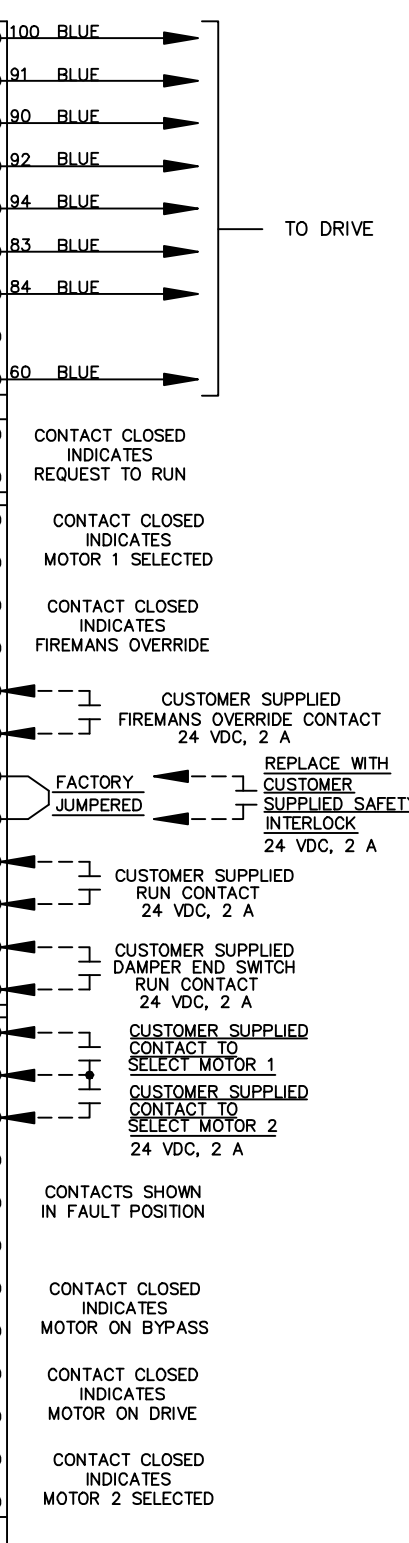 100 BLUE
91 BLUE
90 BLUE
92 BLUE
94 BLUE
83 BLUE
84 BLUE
60 BLUE
TO DRIVE
CONTACT CLOSED
INDICATES
REQUEST TO RUN
CONTACT CLOSED
INDICATES
MOTOR 1 SELECTED
CONTACT CLOSED
INDICATES
FIREMANS OVERRIDE
CUSTOMER SUPPLIED
FIREMANS OVERRIDE CONTACT
24 VDC, 2 A
FACTORY
JUMPERED
REPLACE WITH
CUSTOMER
SUPPLIED SAFETY
INTERLOCK
24 VDC, 2 A
CUSTOMER SUPPLIED
RUN CONTACT
24 VDC, 2 A
CUSTOMER SUPPLIED
DAMPER END SWITCH
RUN CONTACT
24 VDC, 2 A
CUSTOMER SUPPLIED
CONTACT TO
SELECT MOTOR 1
CUSTOMER SUPPLIED
CONTACT TO
SELECT MOTOR 2
24 VDC, 2 A
CONTACTS SHOWN
IN FAULT POSITION
CONTACT CLOSED
INDICATES
MOTOR ON BYPASS
CONTACT CLOSED
INDICATES
MOTOR ON DRIVE
CONTACT CLOSED
INDICATES
MOTOR 2 SELECTED